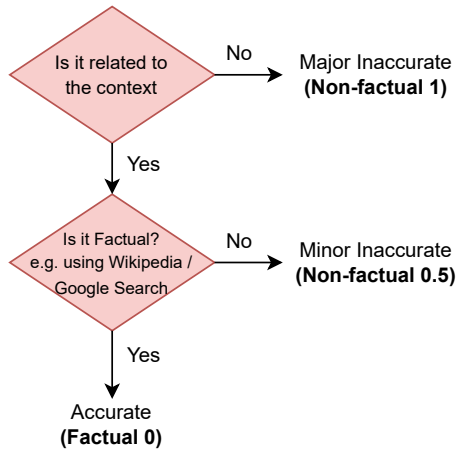 Is it related to
the context
No
Major Inaccurate
(Non-factual 1)
Yes
Is it Factual?
e.g. using Wikipedia /
Google Search
No
Minor Inaccurate
(Non-factual 0.5)
Yes
Accurate
(Factual 0)